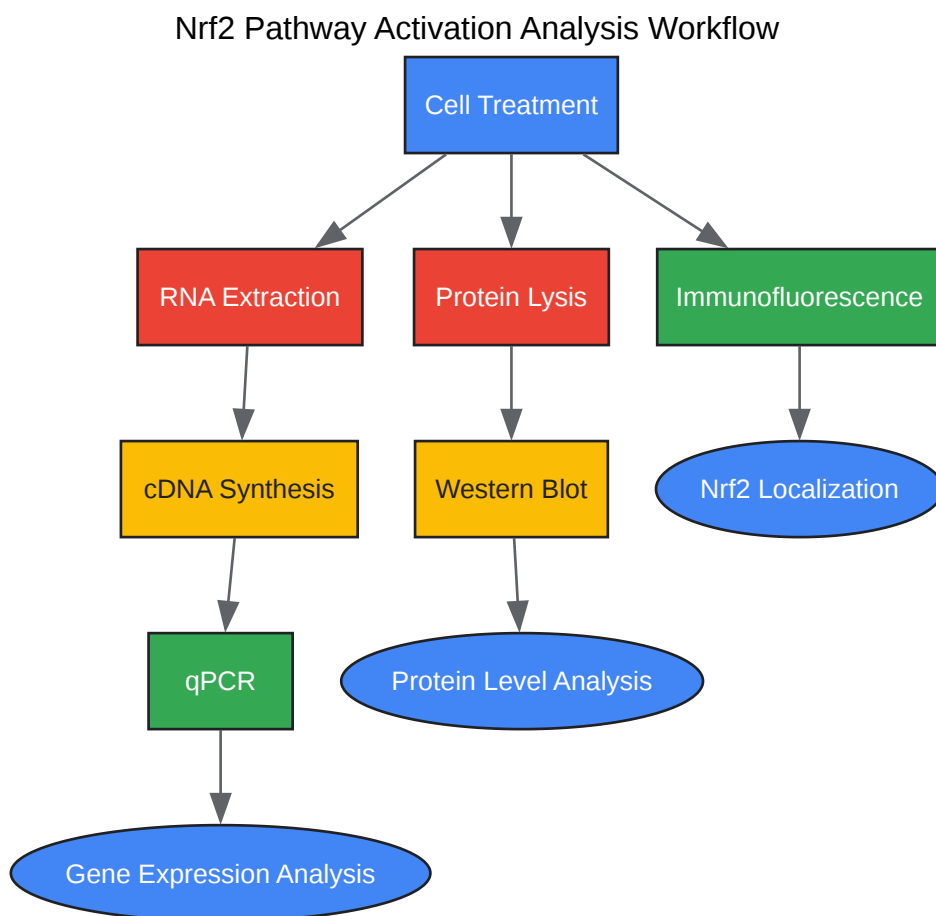 Nrf2 Pathway Activation Analysis Workflow
Cell Treatment
RNA Extraction
Protein Lysis
Immunofluorescence
cDNA Synthesis
Western Blot
Nrf2 Localization
qPCR
Protein Level Analysis
Gene Expression Analysis